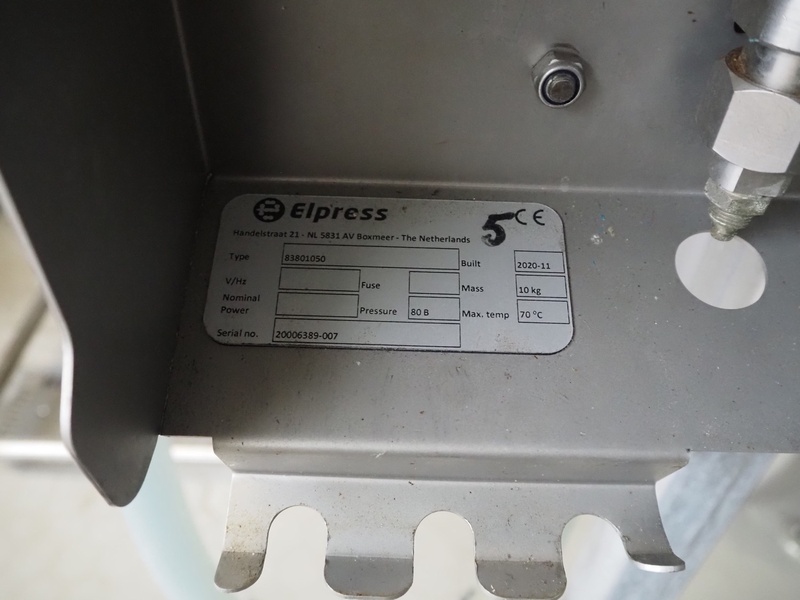 Elpress
5 CE
Handelstraat 21 - NL 5831 AV Boxmeer - The Netherlands
Type 83801050 Built 2020-11
V/Hz Fuse Mass 10 kg
Nominal Power Pressure 80 B Max. temp 70 °C
Serial no. 20006389-007